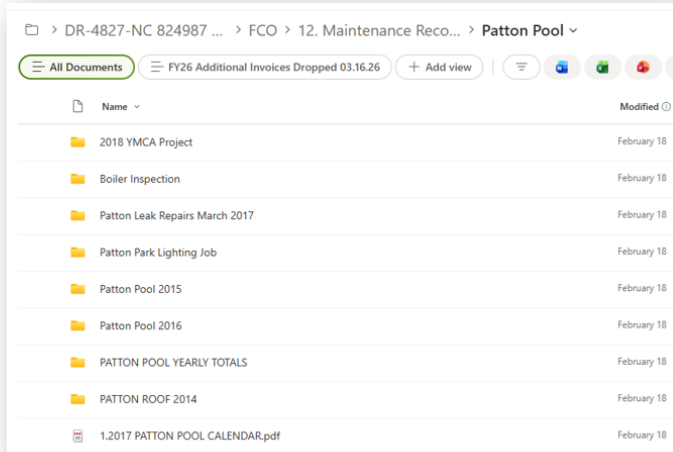 DR-4827-NC 824987 ... > FCO > 12. Maintenance Reco... > Patton Pool
All Documents FY26 Additional Invoices Dropped 03.16.26 + Add view
Name Modified
2018 YMCA Project February 18
Boiler Inspection February 18
Patton Leak Repairs March 2017 February 18
Patton Park Lighting Job February 18
Patton Pool 2015 February 18
Patton Pool 2016 February 18
PATTON POOL YEARLY TOTALS February 18
PATTON ROOF 2014 February 18
1.2017 PATTON POOL CALENDAR.pdf February 18